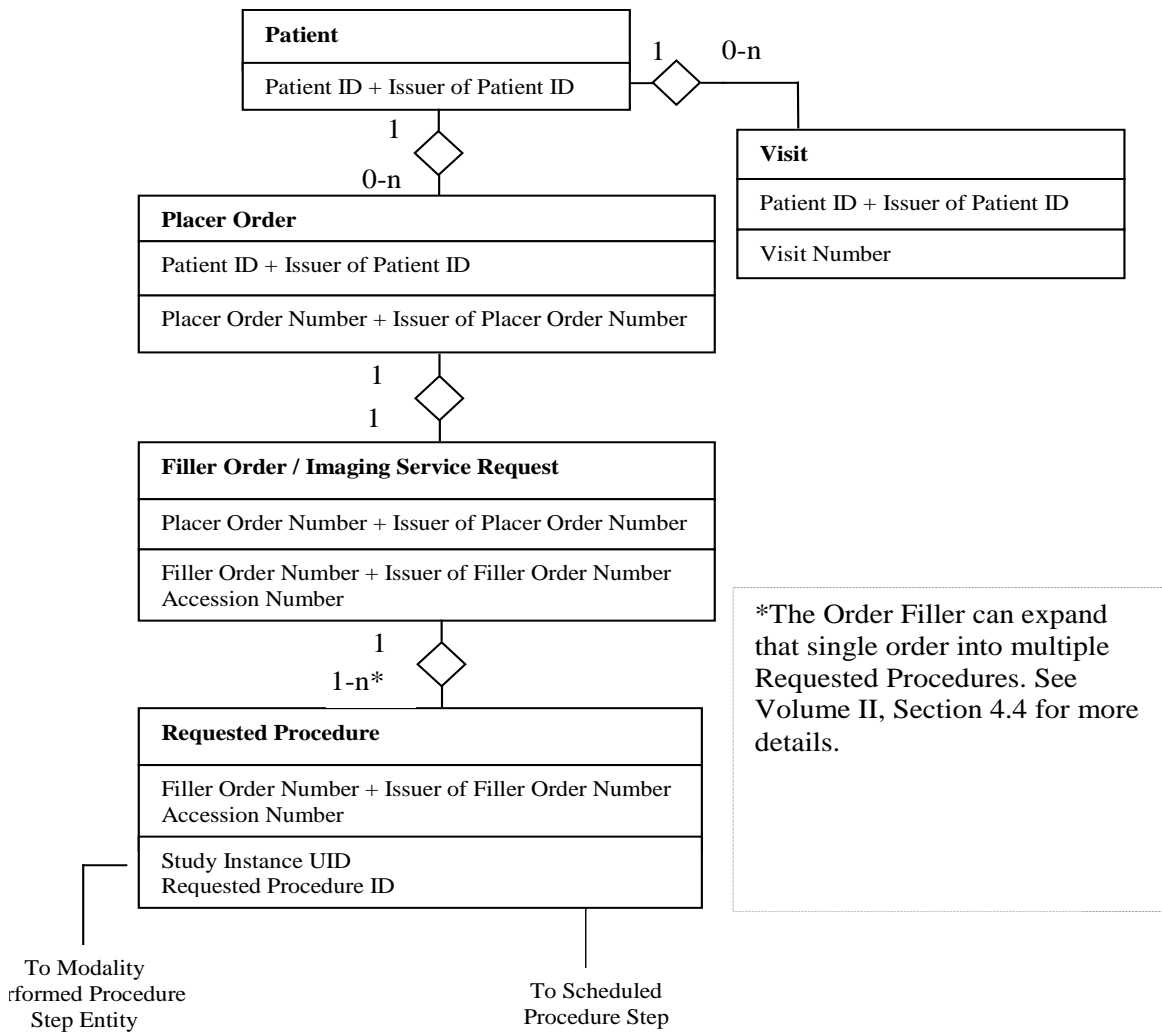 Patient
Patient ID + Issuer of Patient ID
1
0-n
1
0-n
Visit
Patient ID + Issuer of Patient ID
Visit Number
Placer Order
Patient ID + Issuer of Patient ID
Placer Order Number + Issuer of Placer Order Number
1
1
Filler Order / Imaging Service Request
Placer Order Number + Issuer of Placer Order Number
Filler Order Number + Issuer of Filler Order Number
Accession Number
1
1-n*
*The Order Filler can expand
that single order into multiple
Requested Procedures. See
Volume II, Section 4.4 for more
details.
Requested Procedure
Filler Order Number + Issuer of Filler Order Number
Accession Number
Study Instance UID
Requested Procedure ID
To Modality
rformed Procedure
Step Entity
To Scheduled
Procedure Step